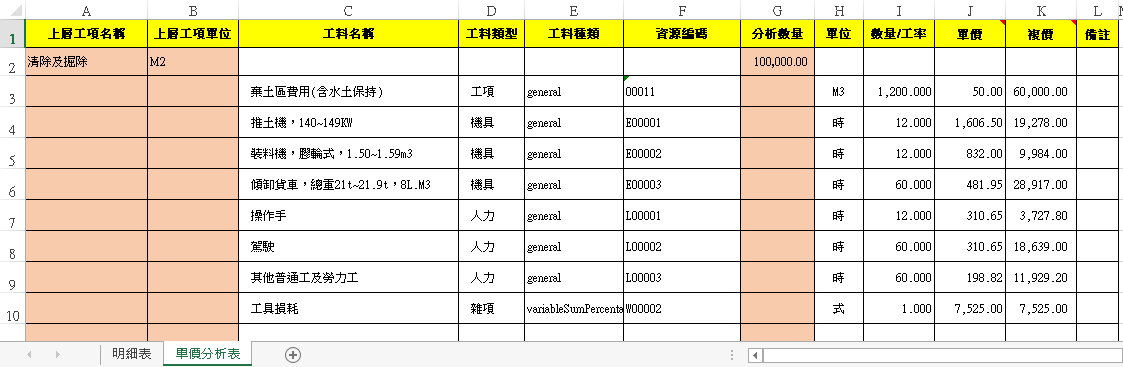 A B C D E F G H I J K L
1 上層工項名稱 上層工項單位 工料名稱 工料類型 工料種類 資源編碼 分析數量 單位 數量/工率 單價 複價 備註
2 清除及掘除 M2 100,000.00
3 棄土區費用(含水土保持) 工項 general 00011 M3 1,200.000 50.00 60,000.00
4 推土機，140~149KW 機具 general E00001 時 12.000 1,606.50 19,278.00
5 裝料機，膠輪式，1.50~1.59m3 機具 general E00002 時 12.000 832.00 9,984.00
6 傾卸貨車，總重21t~21.9t，8L.M3 機具 general E00003 時 60.000 481.95 28,917.00
7 操作手 人力 general L00001 時 12.000 310.65 3,727.80
8 駕駛 人力 general L00002 時 60.000 310.65 18,639.00
9 其他普通工及勞力工 人力 general L00003 時 60.000 198.82 11,929.20
10 工具損耗 雜項 variableSumPercenta W00002 式 1.000 7,525.00 7,525.00
明細表 單價分析表